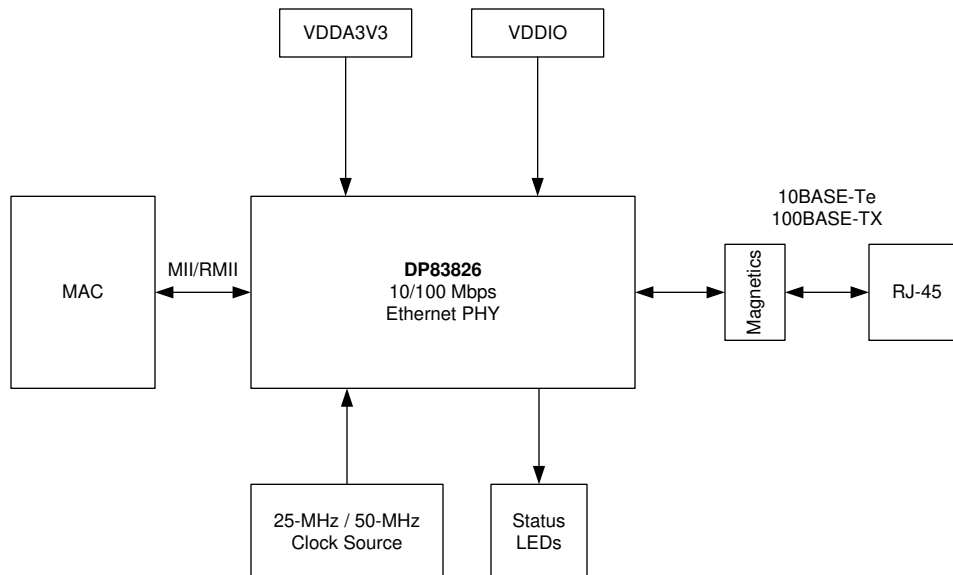 VDDA3V3
VDDIO
10BASE-Te
100BASE-TX
MAC
MII/RMII
DP83826
10/100 Mbps
Ethernet PHY
Magnetics
RJ-45
25-MHz / 50-MHz
Clock Source
Status
LEDs